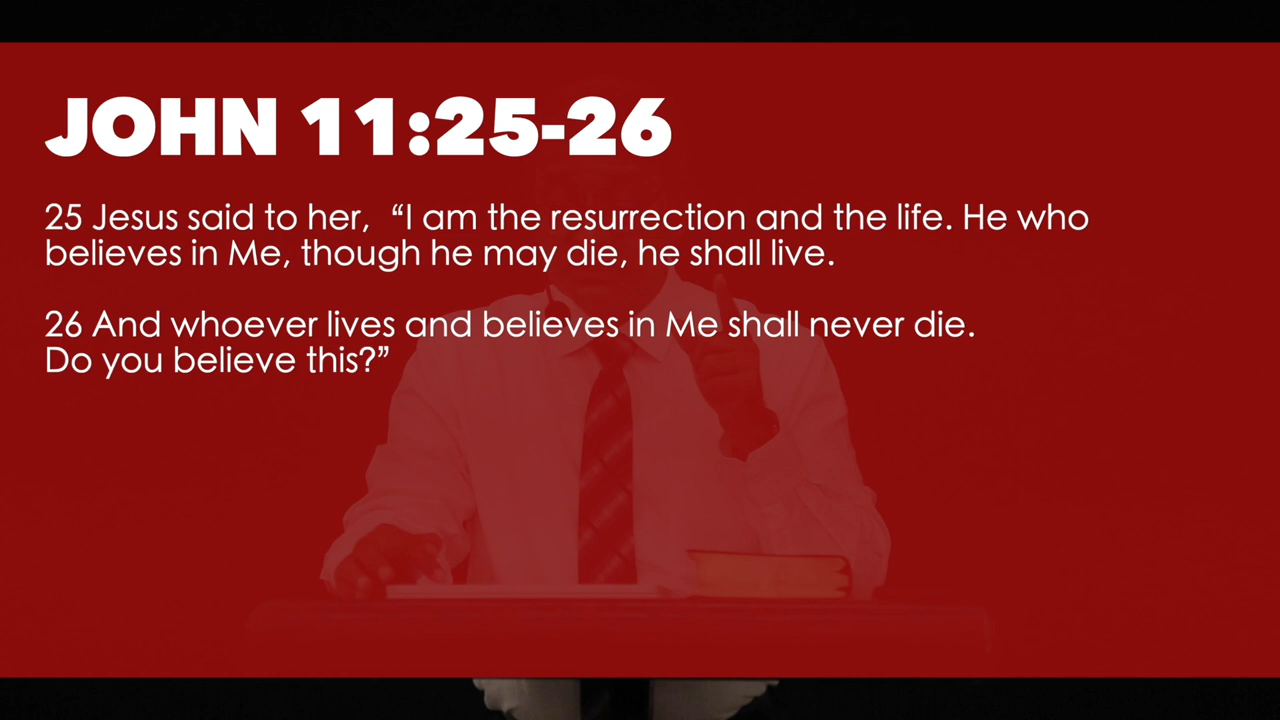 JOHN 11:25-26
25 Jesus said to her,  “I am the resurrection and the life. He who
believes in Me, though he may die, he shall live.
26 And whoever lives and believes in Me shall never die.
Do you believe this?”